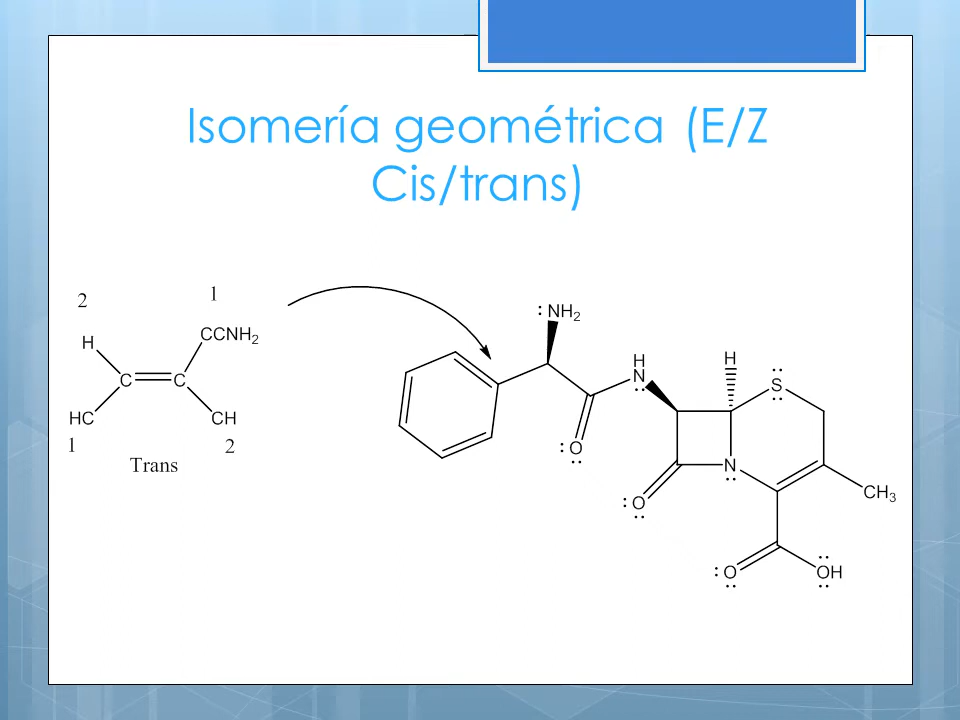 Isomería geométrica (E/Z
Cis/trans)
2
1
H
CCNH2
C
C
HC
CH
1
2
Trans
:NH2
H
N
H
S
:O
N
:O
CH3
:O
OH